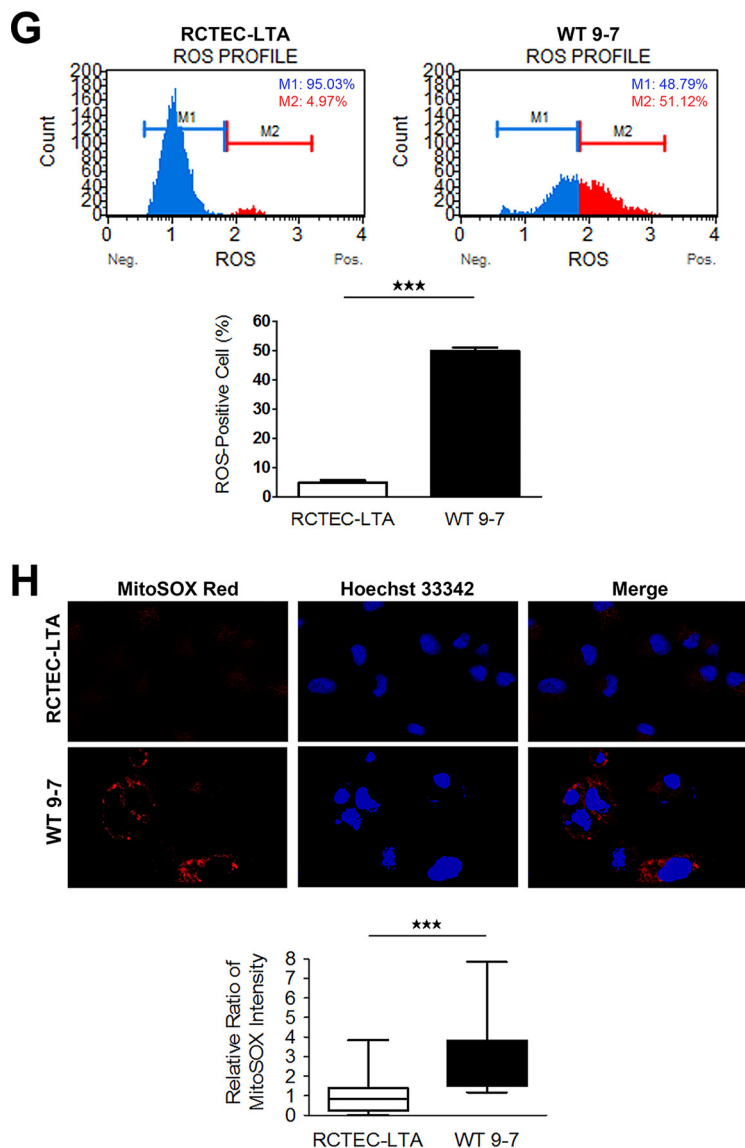 G
RCTEC-LTA
ROS PROFILE
200
180
160
140
120
100
80
60
40
20
0
Count
M1: 95.03%
M2: 4.97%
M1
M2
0 1 2 3 4
Neg. ROS Pos.
WT 9-7
ROS PROFILE
200
180
160
140
120
100
80
60
40
20
0
Count
M1: 48.79%
M2: 51.12%
M1
M2
0 1 2 3 4
Neg. ROS Pos.
★★★
ROS-Positive Cell (%)
60
50
40
30
20
10
0
RCTEC-LTA WT 9-7
H
MitoSOX Red Hoechst 33342 Merge
RCTEC-LTA
WT 9-7
★★★
Relative Ratio of
MitoSOX Intensity
8
7
6
5
4
3
2
1
0
RCTEC-LTA WT 9-7